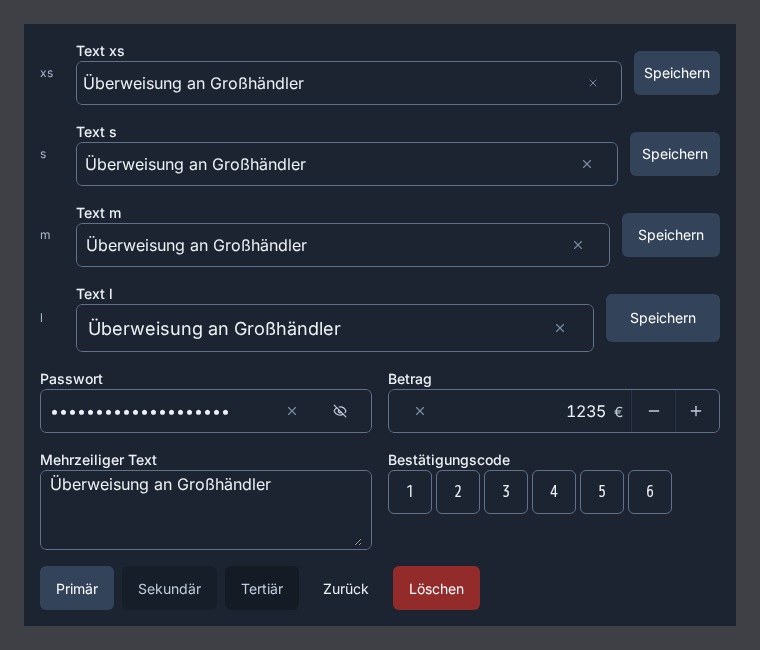 Text xs
xs
Überweisung an Großhändler
Speichern
Text s
s
Überweisung an Großhändler
Speichern
Text m
m
Überweisung an Großhändler
Speichern
Text l
l
Überweisung an Großhändler
Speichern
Passwort
Betrag
1235 €
Mehrzeiliger Text
Überweisung an Großhändler
Bestätigungscode
1 2 3 4 5 6
Primär
Sekundär
Tertiär
Zurück
Löschen